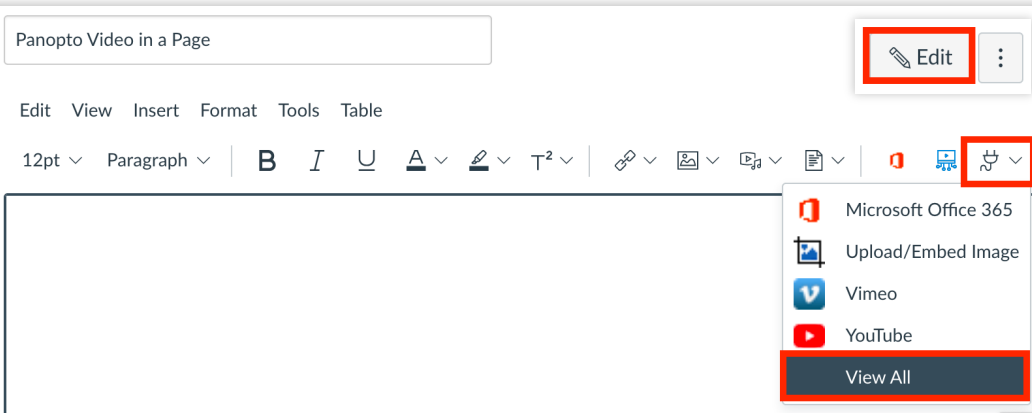 Panopto Video in a Page
Edit
Edit View Insert Format Tools Table
12pt Paragraph B I U A T²
Microsoft Office 365
Upload/Embed Image
Vimeo
YouTube
View All